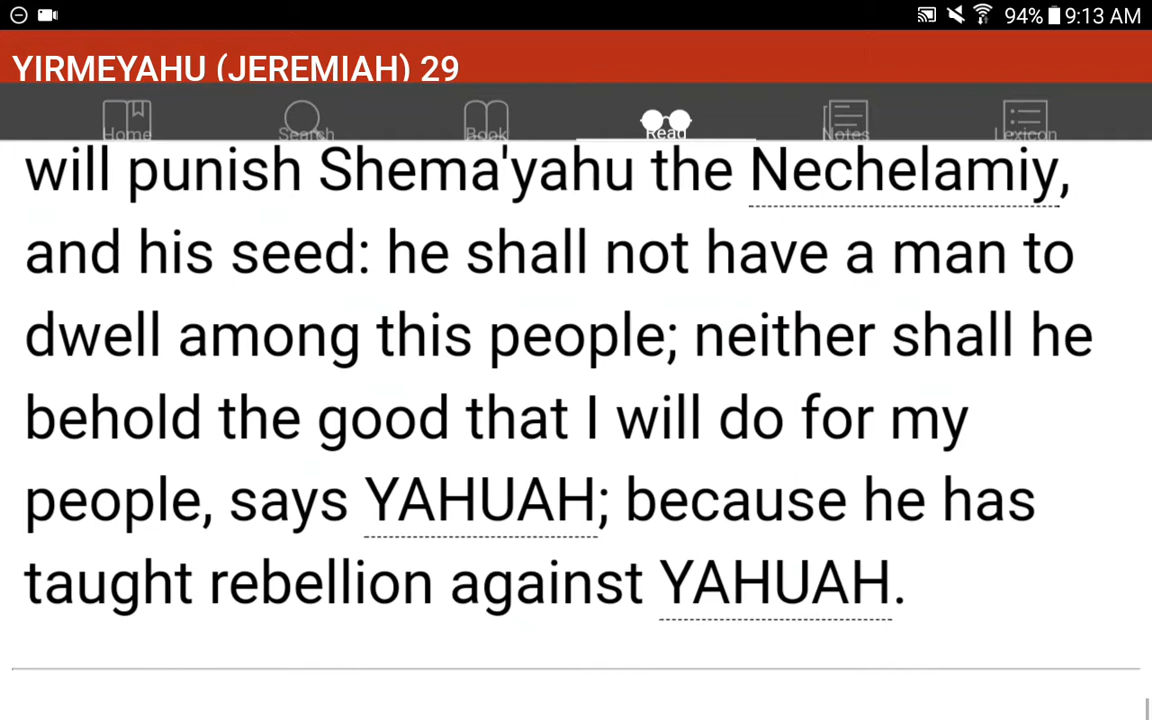 94% 9:13 AM
YIRMEYAHU (JEREMIAH) 29
Home Search Book Read Notes Lexicon
will punish Shema'yahu the Nechelamiy,
and his seed: he shall not have a man to
dwell among this people; neither shall he
behold the good that I will do for my
people, says YAHUAH; because he has
taught rebellion against YAHUAH.